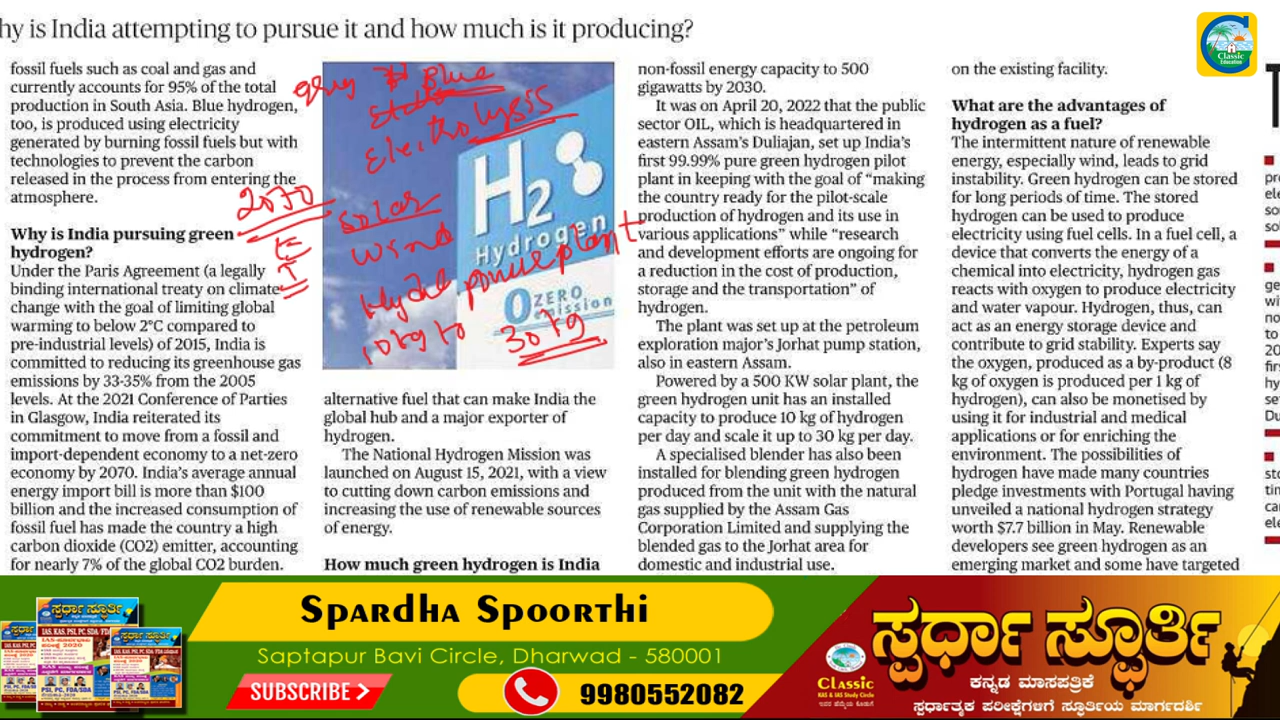 hy is India attempting to pursue it and how much is it producing?
fossil fuels such as coal and gas and
currently accounts for 95% of the total
production in South Asia. Blue hydrogen,
too, is produced using electricity
generated by burning fossil fuels but with
technologies to prevent the carbon
released in the process from entering the
atmosphere.
Why is India pursuing green
hydrogen?
Under the Paris Agreement (a legally
binding international treaty on climate
change with the goal of limiting global
warming to below 2°C compared to
pre-industrial levels) of 2015, India is
committed to reducing its greenhouse gas
emissions by 33-35% from the 2005
levels. At the 2021 Conference of Parties
in Glasgow, India reiterated its
commitment to move from a fossil and
import-dependent economy to a net-zero
economy by 2070. India's average annual
energy import bill is more than $100
billion and the increased consumption of
fossil fuel has made the country a high
carbon dioxide (CO2) emitter, accounting
for nearly 7% of the global CO2 burden.
Blue
2070
solar
wind
10kg to 30kg
H2
Hydrogen
0 ZERO
emission
alternative fuel that can make India the
global hub and a major exporter of
hydrogen.
The National Hydrogen Mission was
launched on August 15, 2021, with a view
to cutting down carbon emissions and
increasing the use of renewable sources
of energy.
How much green hydrogen is India
non-fossil energy capacity to 500
gigawatts by 2030.
It was on April 20, 2022 that the public
sector OIL, which is headquartered in
eastern Assam's Duliajan, set up India's
first 99.99% pure green hydrogen pilot
plant in keeping with the goal of "making
the country ready for the pilot-scale
production of hydrogen and its use in
various applications" while "research
and development efforts are ongoing for
a reduction in the cost of production,
storage and the transportation" of
hydrogen.
The plant was set up at the petroleum
exploration major's Jorhat pump station,
also in eastern Assam.
Powered by a 500 KW solar plant, the
green hydrogen unit has an installed
capacity to produce 10 kg of hydrogen
per day and scale it up to 30 kg per day.
A specialised blender has also been
installed for blending green hydrogen
produced from the unit with the natural
gas supplied by the Assam Gas
Corporation Limited and supplying the
blended gas to the Jorhat area for
domestic and industrial use.
on the existing facility.
What are the advantages of
hydrogen as a fuel?
The intermittent nature of renewable
energy, especially wind, leads to grid
instability. Green hydrogen can be stored
for long periods of time. The stored
hydrogen can be used to produce
electricity using fuel cells. In a fuel cell, a
device that converts the energy of a
chemical into electricity, hydrogen gas
reacts with oxygen to produce electricity
and water vapour. Hydrogen, thus, can
act as an energy storage device and
contribute to grid stability. Experts say
the oxygen, produced as a by-product (8
kg of oxygen is produced per 1 kg of
hydrogen), can also be monetised by
using it for industrial and medical
applications or for enriching the
environment. The possibilities of
hydrogen have made many countries
pledge investments with Portugal having
unveiled a national hydrogen strategy
worth $7.7 billion in May. Renewable
developers see green hydrogen as an
emerging market and some have targeted
Classic
Education
Spardha Spoorthi
Saptapur Bavi Circle, Dharwad - 580001
SUBSCRIBE
9980552082
ಸ್ಪರ್ಧಾ ಸ್ಫೂರ್ತಿ
ಕನ್ನಡ ಮಾಸಪತ್ರಿಕೆ
ಸ್ಪರ್ಧಾತ್ಮಕ ಪರೀಕ್ಷೆಗಳಿಗೆ ಸ್ಫೂರ್ತಿಯ ಮಾರ್ಗದರ್ಶಿ
Classic
KAS & IAS Study Circle